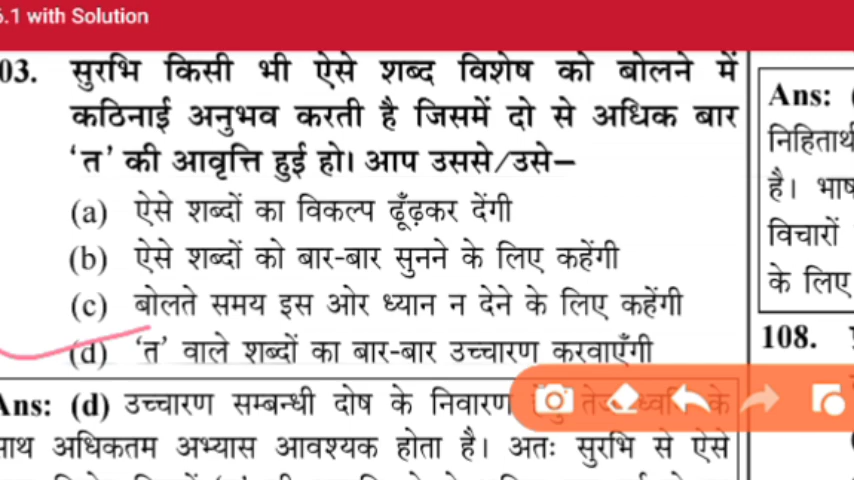 6.1 with Solution
03. सुरभि किसी भी ऐसे शब्द विशेष को बोलने में
कठिनाई अनुभव करती है जिसमें दो से अधिक बार
‘त’ की आवृत्ति हुई हो। आप उससे/उसे–
(a) ऐसे शब्दों का विकल्प ढूँढ़कर देंगी
(b) ऐसे शब्दों को बार-बार सुनने के लिए कहेंगी
(c) बोलते समय इस ओर ध्यान न देने के लिए कहेंगी
(d) ‘त’ वाले शब्दों का बार-बार उच्चारण करवाएँगी
Ans: (d) उच्चारण सम्बन्धी दोष के निवारण के
साथ अधिकतम अभ्यास आवश्यक होता है। अतः सुरभि से ऐसे
Ans: (
निहितार्थ
है। भाष
विचारों
के लिए
108.